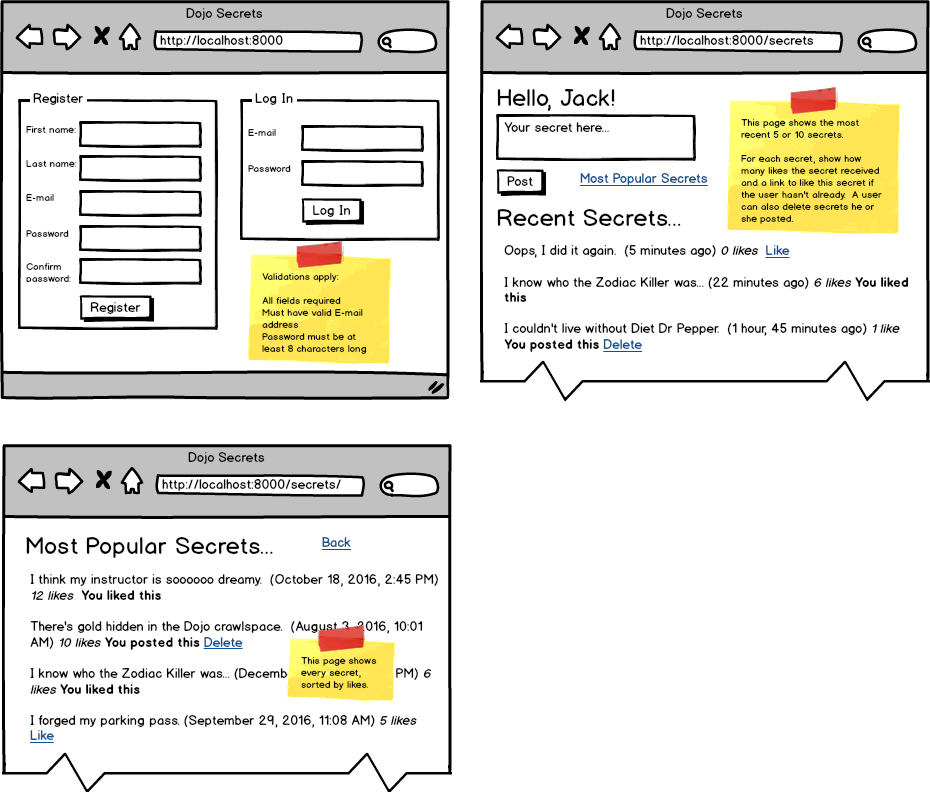 Dojo Secrets
http://localhost:8000
Register
First name:
Last name:
E-mail
Password
Confirm
password:
Register
Log In
E-mail
Password
Log In
Validations apply:
All fields required
Must have valid E-mail
address
Password must be at
least 8 characters long
Dojo Secrets
http://localhost:8000/secrets
Hello, Jack!
Your secret here...
Post
Most Popular Secrets
This page shows the most
recent 5 or 10 secrets.
For each secret, show how
many likes the secret received
and a link to like this secret if
the user hasn't already. A user
can also delete secrets he or
she posted.
Recent Secrets...
Oops, I did it again. (5 minutes ago) 0 likes Like
I know who the Zodiac Killer was... (22 minutes ago) 6 likes You liked
this
I couldn't live without Diet Dr Pepper. (1 hour, 45 minutes ago) 1 like
You posted this Delete
Dojo Secrets
http://localhost:8000/secrets/
Most Popular Secrets...
Back
I think my instructor is soooooo dreamy. (October 18, 2016, 2:45 PM)
12 likes You liked this
There's gold hidden in the Dojo crawlspace. (August 3, 2016, 10:01
AM) 10 likes You posted this Delete
I know who the Zodiac Killer was... (Decemb PM) 6
likes You liked this
This page shows
every secret,
sorted by likes.
I forged my parking pass. (September 29, 2016, 11:08 AM) 5 likes
Like